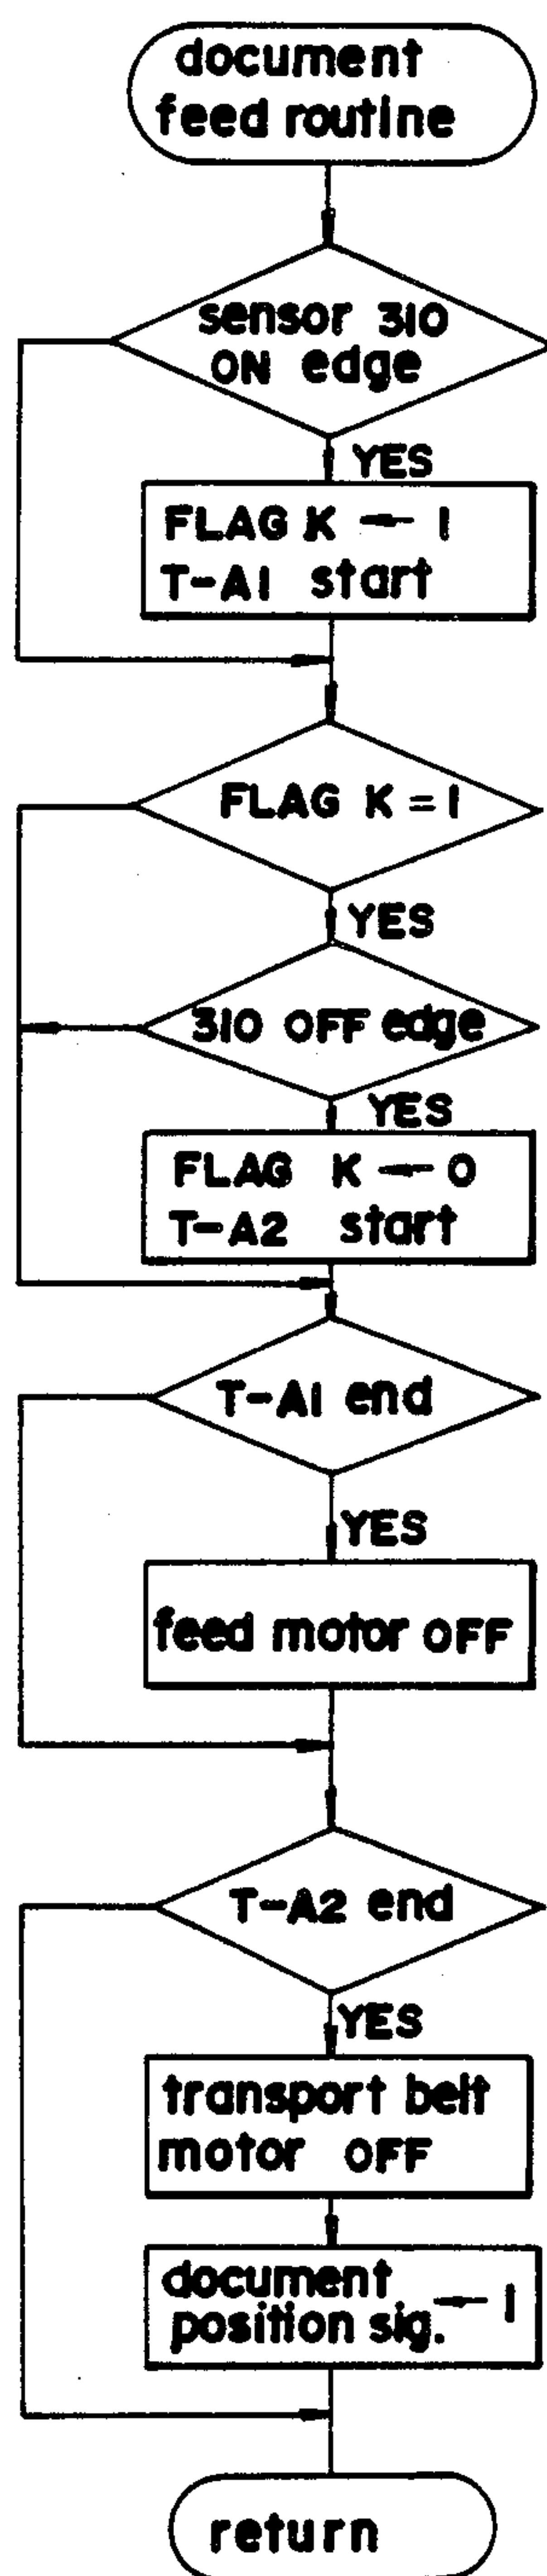 document
feed routine
sensor 310
ON edge
YES
FLAG K ← 1
T-A1 start
FLAG K = 1
YES
310 OFF edge
YES
FLAG K ← 0
T-A2 start
T-A1 end
YES
feed motor OFF
T-A2 end
YES
transport belt
motor OFF
document
position sig. ← 1
return